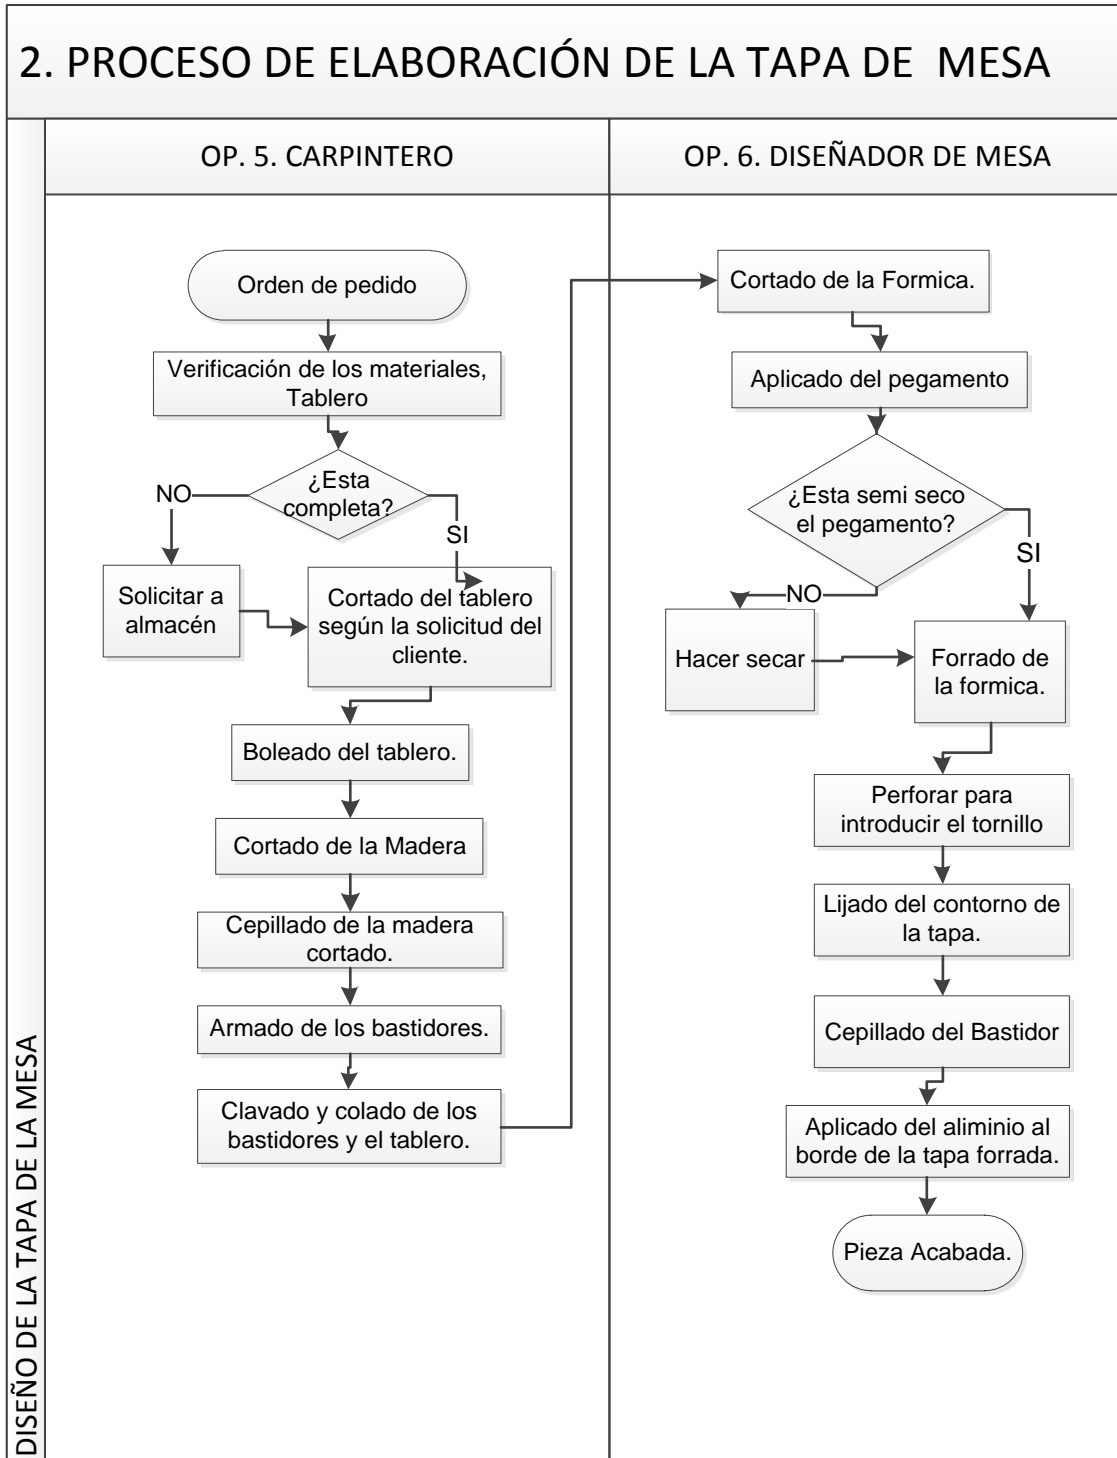 2. PROCESO DE ELABORACIÓN DE LA TAPA DE MESA
DISEÑO DE LA TAPA DE LA MESA
OP. 5. CARPINTERO
Orden de pedido
Verificación de los materiales,
Tablero
¿Esta
completa?
NO
SI
Solicitar a
almacén
Cortado del tablero
según la solicitud del
cliente.
Boleado del tablero.
Cortado de la Madera
Cepillado de la madera
cortado.
Armado de los bastidores.
Clavado y colado de los
bastidores y el tablero.
OP. 6. DISEÑADOR DE MESA
Cortado de la Formica.
Aplicado del pegamento
¿Esta semi seco
el pegamento?
SI
NO
Hacer secar
Forrado de
la formica.
Perforar para
introducir el tornillo
Lijado del contorno de
la tapa.
Cepillado del Bastidor
Aplicado del aliminio al
borde de la tapa forrada.
Pieza Acabada.